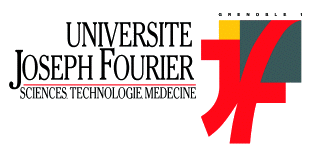 GRENOBLE 1
UNIVERSITE
JOSEPH FOURIER
SCIENCES. TECHNOLOGIE. MEDECINE